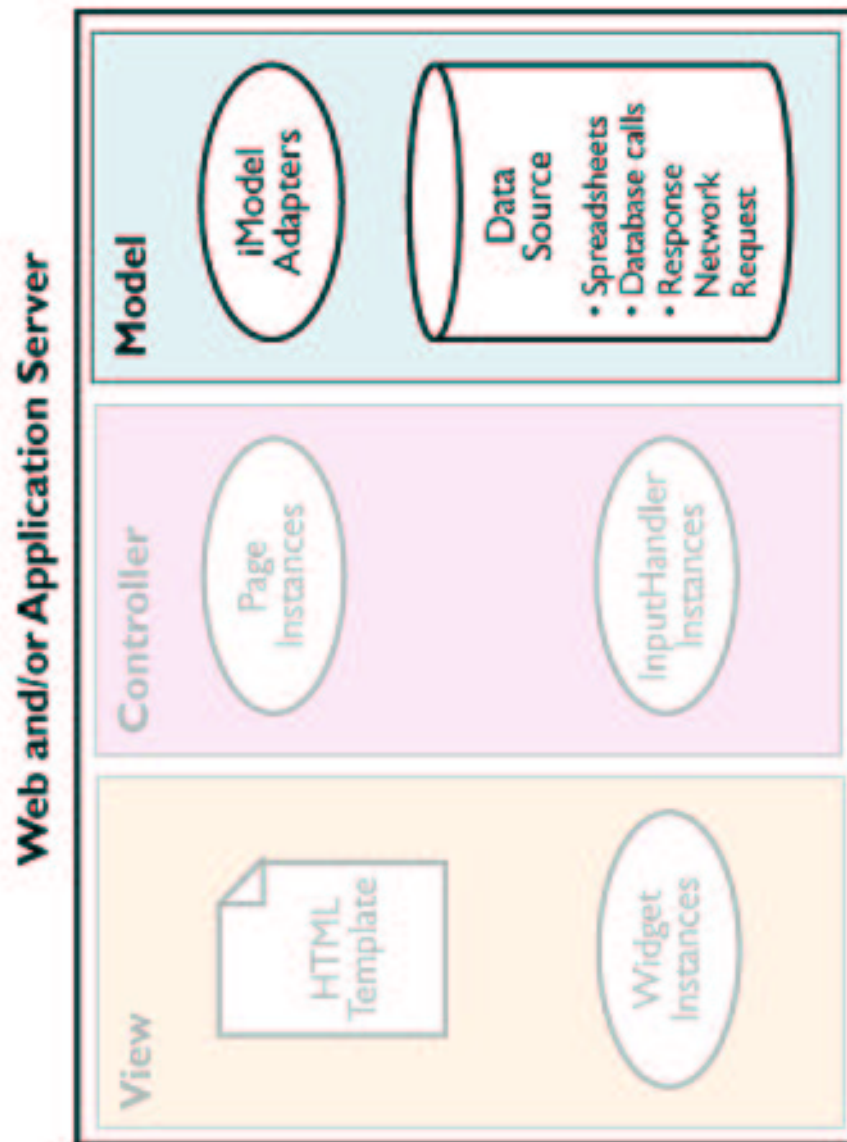 Web and/or Application Server
View
HTML
Template
Widget
Instances
Controller
Page
Instances
InputHandler
Instances
Model
iModel
Adapters
Data
Source
• Spreadsheets
• Database calls
• Response
Network
Request